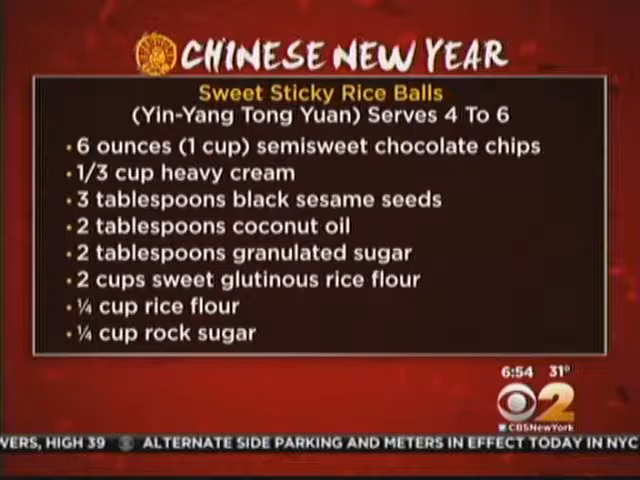 CHINESE NEW YEAR
Sweet Sticky Rice Balls
(Yin-Yang Tong Yuan) Serves 4 To 6
• 6 ounces (1 cup) semisweet chocolate chips
• 1/3 cup heavy cream
• 3 tablespoons black sesame seeds
• 2 tablespoons coconut oil
• 2 tablespoons granulated sugar
• 2 cups sweet glutinous rice flour
• ¼ cup rice flour
• ¼ cup rock sugar
6:54 31°
2
CBSNewYork
WERS, HIGH 39 ALTERNATE SIDE PARKING AND METERS IN EFFECT TODAY IN NYC